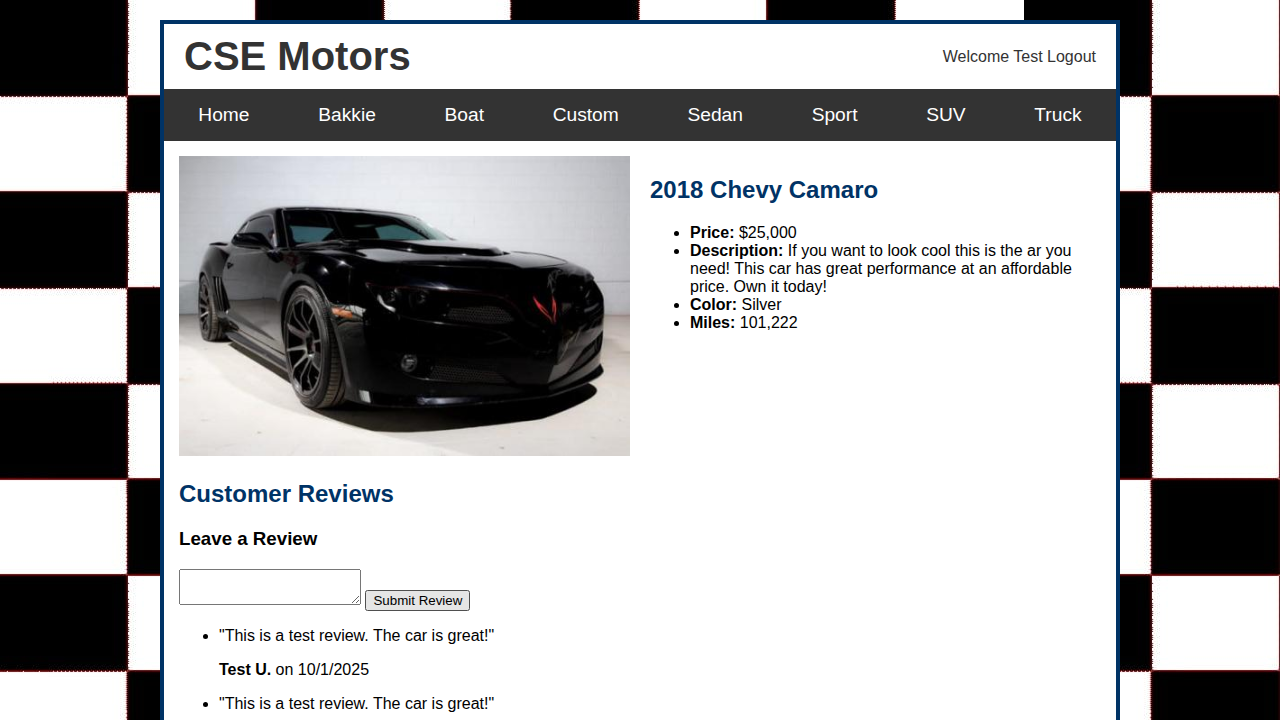 CSE Motors
Welcome Test Logout
Home Bakkie Boat Custom Sedan Sport SUV Truck
2018 Chevy Camaro
Price: $25,000
Description: If you want to look cool this is the ar you
need! This car has great performance at an affordable
price. Own it today!
Color: Silver
Miles: 101,222
Customer Reviews
Leave a Review
Submit Review
"This is a test review. The car is great!"
Test U. on 10/1/2025
"This is a test review. The car is great!"